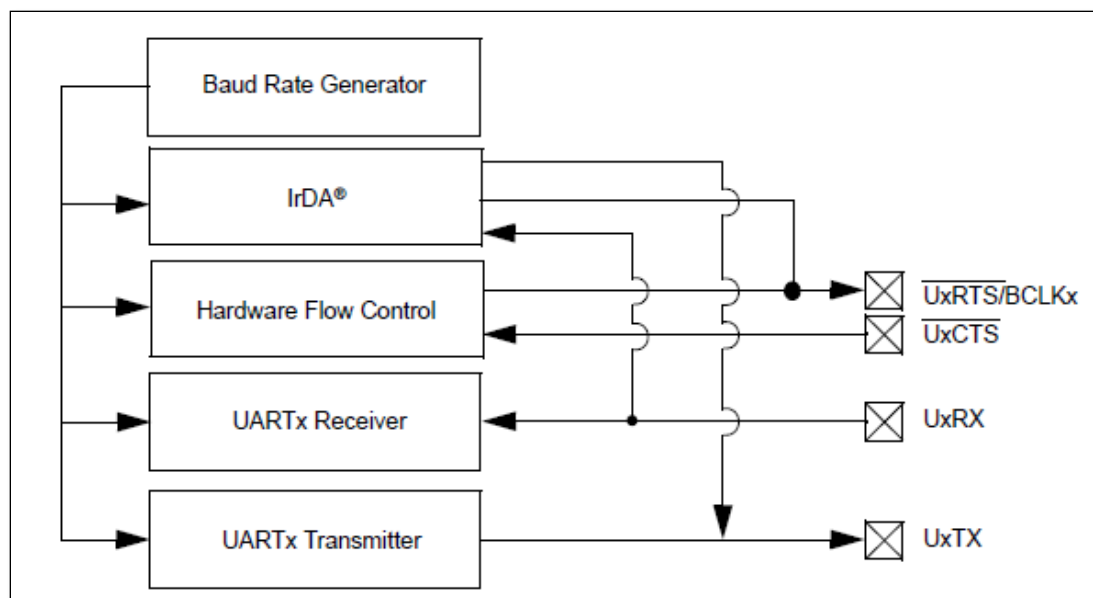 Baud Rate Generator
IrDA®
Hardware Flow Control
UxRTS/BCLKx
UxCTS
UARTx Receiver
UxRX
UARTx Transmitter
UxTX